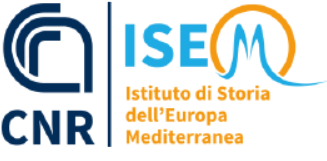 CNR
ISEM
Istituto di Storia
dell'Europa
Mediterranea